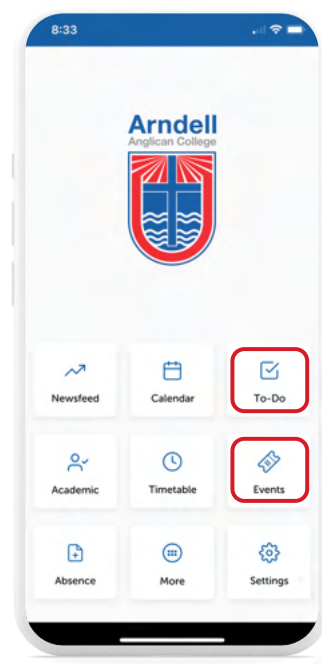 8:33
Arndell
Anglican College
Newsfeed Calendar To-Do
Academic Timetable Events
Absence More Settings